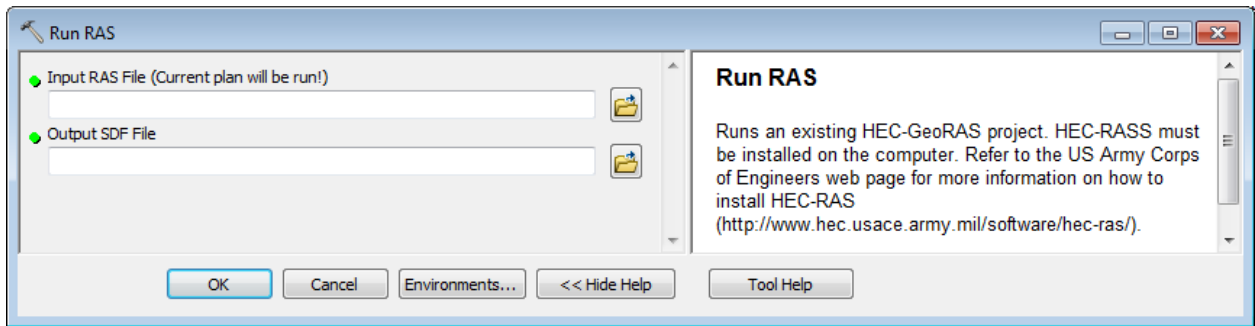 Run RAS
Input RAS File (Current plan will be run!)
Output SDF File
Run RAS
Runs an existing HEC-GeoRAS project. HEC-RASS must
be installed on the computer. Refer to the US Army Corps
of Engineers web page for more information on how to
install HEC-RAS
(http://www.hec.usace.army.mil/software/hec-ras/).
OK
Cancel
Environments...
<< Hide Help
Tool Help